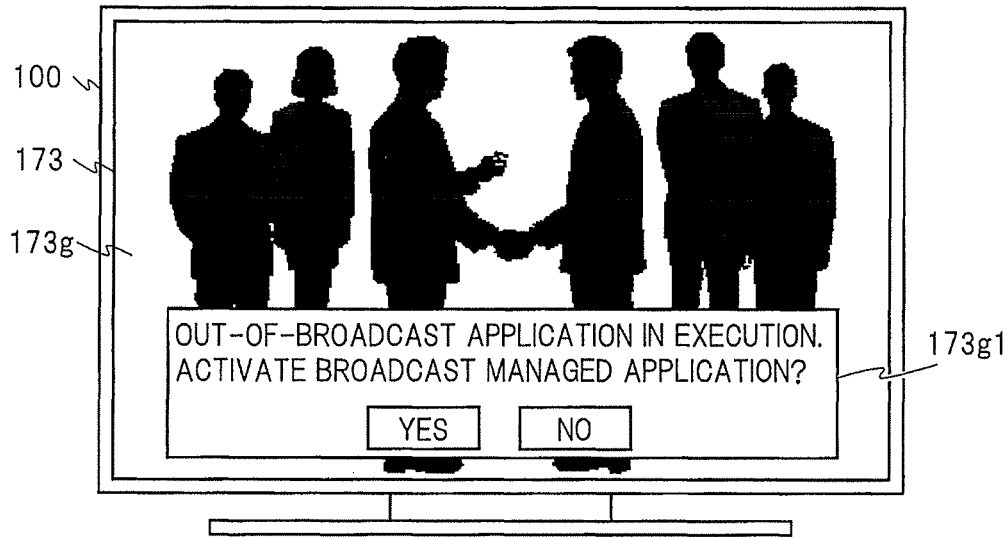 100
173
173g
OUT-OF-BROADCAST APPLICATION IN EXECUTION.
ACTIVATE BROADCAST MANAGED APPLICATION?
173g1
YES NO